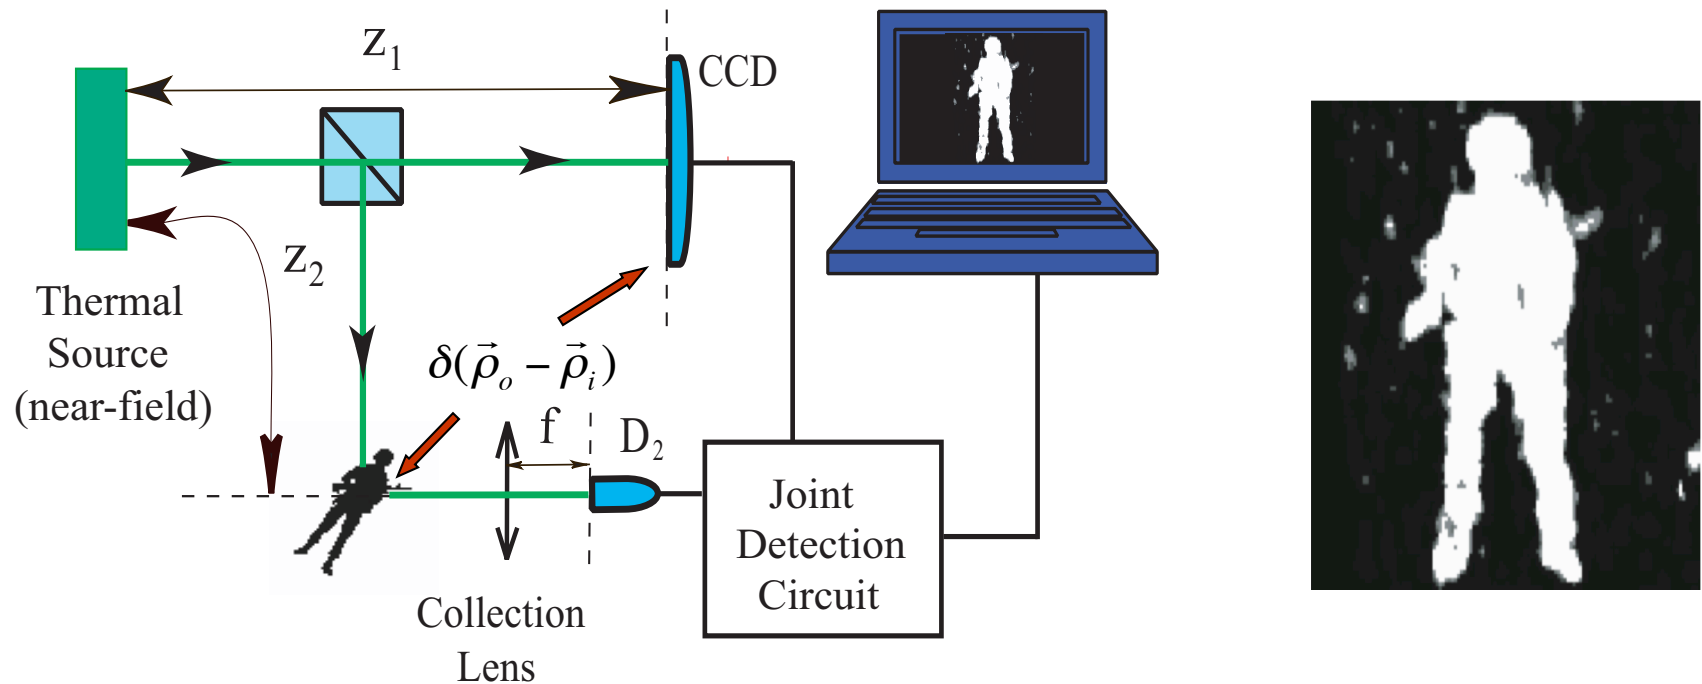 z₁
CCD
z₂
Thermal
Source
(near-field)
δ(ρ⃗ₒ − ρ⃗ᵢ)
f
D₂
Joint
Detection
Circuit
Collection
Lens